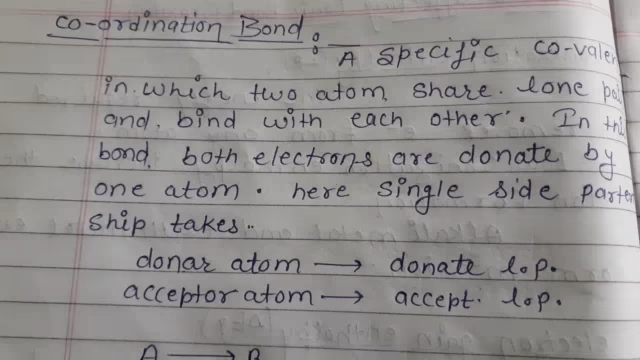 co-ordination Bond :
A specific co-valen
in which two atom share. lone pai
and. bind with each other. In thi
bond. both electrons are donate by
one atom. here single side parter
ship takes..
donar atom → donate l.p.
acceptor atom → accept. l.p.
A → B